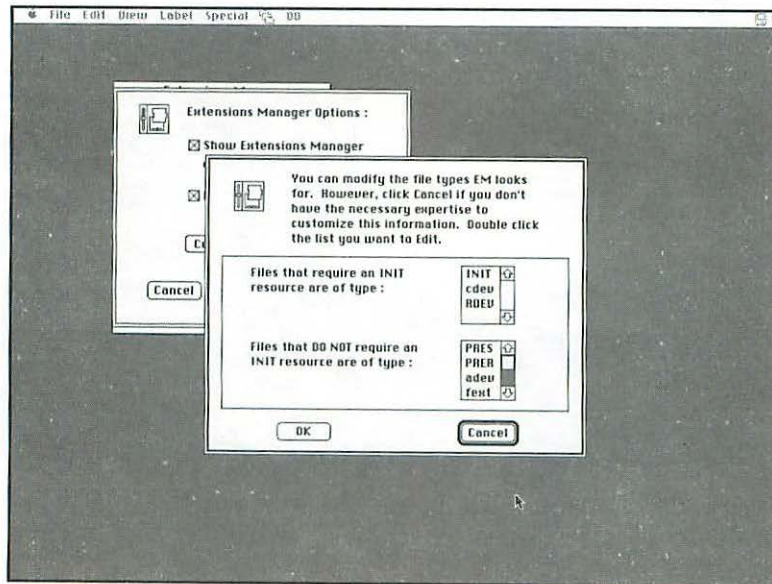 File Edit View Label Special
Extensions Manager Options :
Show Extensions Manager
Cancel
You can modify the file types EM looks
for. However, click Cancel if you don't
have the necessary expertise to
customize this information. Double click
the list you want to Edit.
Files that require an INIT
resource are of type :
INIT
cdev
RDEV
Files that DO NOT require an
INIT resource are of type :
PRES
PRER
adev
fext
OK
Cancel